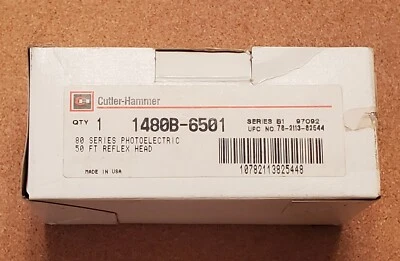 Cutter-Hammer
QTY 1 1480B-6501 SERIES B1 97092
UPC NO. 78-2113-82544
80 SERIES PHOTOELECTRIC
50 FT REFLEX HEAD
MADE IN USA
10782113825448